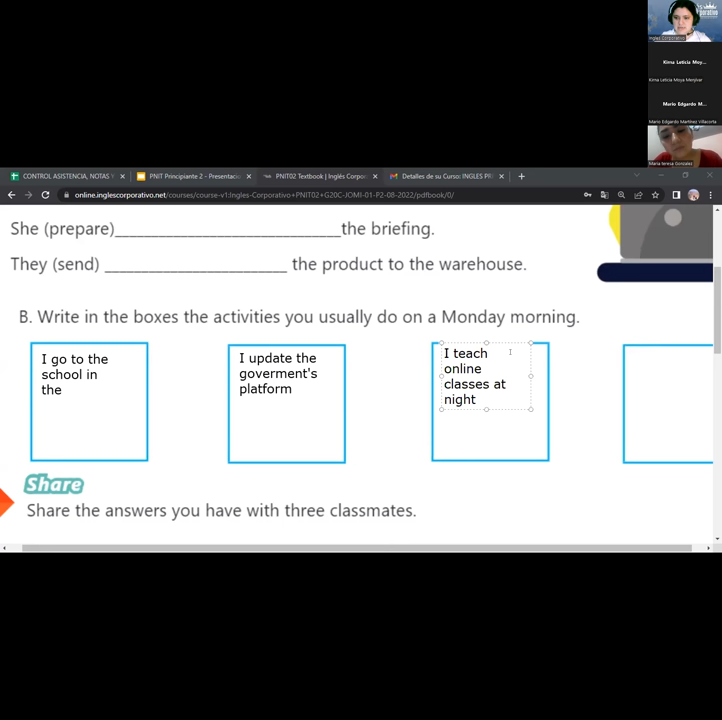 Ingles Corporativo
Kirna Leticia Moy...
Kirna Leticia Moya Menjivar
Mario Edgardo M...
Mario Edgardo Martinez Villacorta
Maria teresa Gonzalez
CONTROL ASISTENCIA, NOTAS Y
PNIT Principiante 2 - Presentac
PNIT02 Textbook | Inglés Corpo
Detalles de su Curso: INGLES P
online.inglescorporativo.net/courses/course-v1:Ingles-Corporativo+PNIT02+G20C-JOMI-01-P2-08-2022/pdfbook/0/
She (prepare)____________________the briefing.
They (send) ________________ the product to the warehouse.
B. Write in the boxes the activities you usually do on a Monday morning.
I go to the
school in
the
I update the
goverment's
platform
I teach
online
classes at
night
Share
Share the answers you have with three classmates.